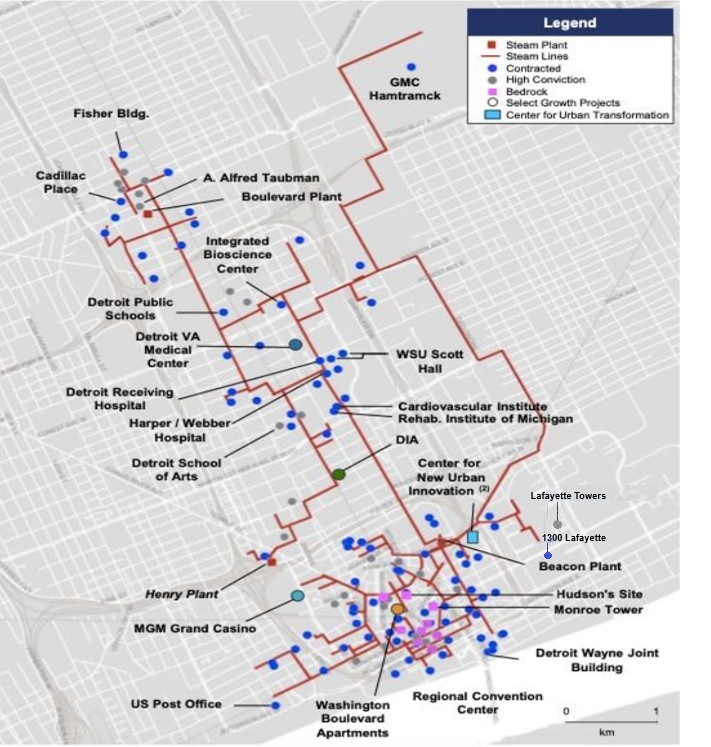 Legend
Steam Plant
Steam Lines
Contracted
High Conviction
Bedrock
Select Growth Projects
Center for Urban Transformation
GMC
Hamtramck
Fisher Bldg.
Cadillac
Place
A. Alfred Taubman
Boulevard Plant
Integrated
Bioscience
Center
Detroit Public
Schools
Detroit VA
Medical
Center
WSU Scott
Hall
Detroit Receiving
Hospital
Cardiovascular Institute
Rehab. Institute of Michigan
Harper / Webber
Hospital
DIA
Detroit School
of Arts
Center for
New Urban
Innovation (2)
Lafayette Towers
1300 Lafayette
Beacon Plant
Henry Plant
Hudson's Site
Monroe Tower
MGM Grand Casino
Detroit Wayne Joint
Building
US Post Office
Washington
Boulevard
Apartments
Regional Convention
Center
0 1
km